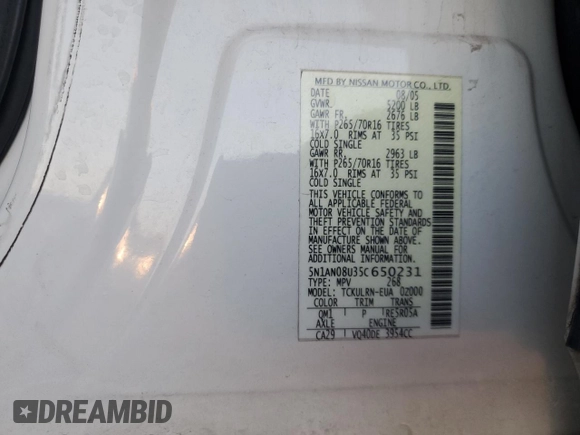 MFD BY NISSAN MOTOR CO., LTD.
DATE 08/05
GVWR. 5200 LB
GAWR FR. 2676 LB
WITH P265/70R16 TIRES
16X7.0 RIMS AT 35 PSI
COLD SINGLE
GAWR RR. 2963 LB
WITH P265/70R16 TIRES
16X7.0 RIMS AT 35 PSI
COLD SINGLE
THIS VEHICLE CONFORMS TO
ALL APPLICABLE FEDERAL
MOTOR VEHICLE SAFETY AND
THEFT PREVENTION STANDARDS
IN EFFECT ON THE DATE OF
MANUFACTURE SHOWN ABOVE.
SEE OWNERS MANUAL FOR
ADDITIONAL INFORMATION.
5N1AN08U35C650231
TYPE: MPV 268
MODEL: TCKULRN-EUA 02000
COLOR TRIM TRANS
QM1 P RE5R05A
AXLE ENGINE
CA29 VQ40DE 3954CC
DREAMBID